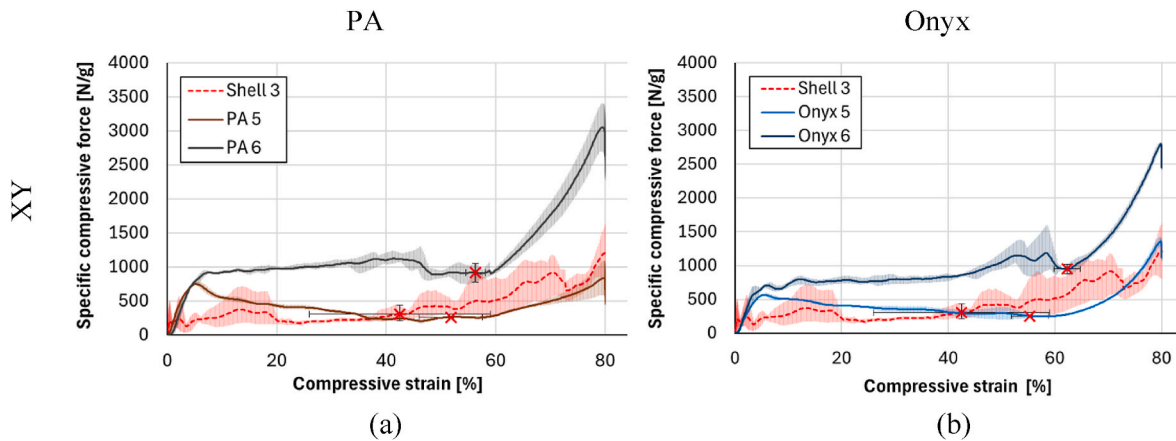 PA
Onyx
XY
Specific compressive force [N/g]
4000
3500
3000
2500
2000
1500
1000
500
0
Shell 3
PA 5
PA 6
0
20
40
60
80
Compressive strain [%]
(a)
Specific compressive force [N/g]
4000
3500
3000
2500
2000
1500
1000
500
0
Shell 3
Onyx 5
Onyx 6
0
20
40
60
80
Compressive strain [%]
(b)